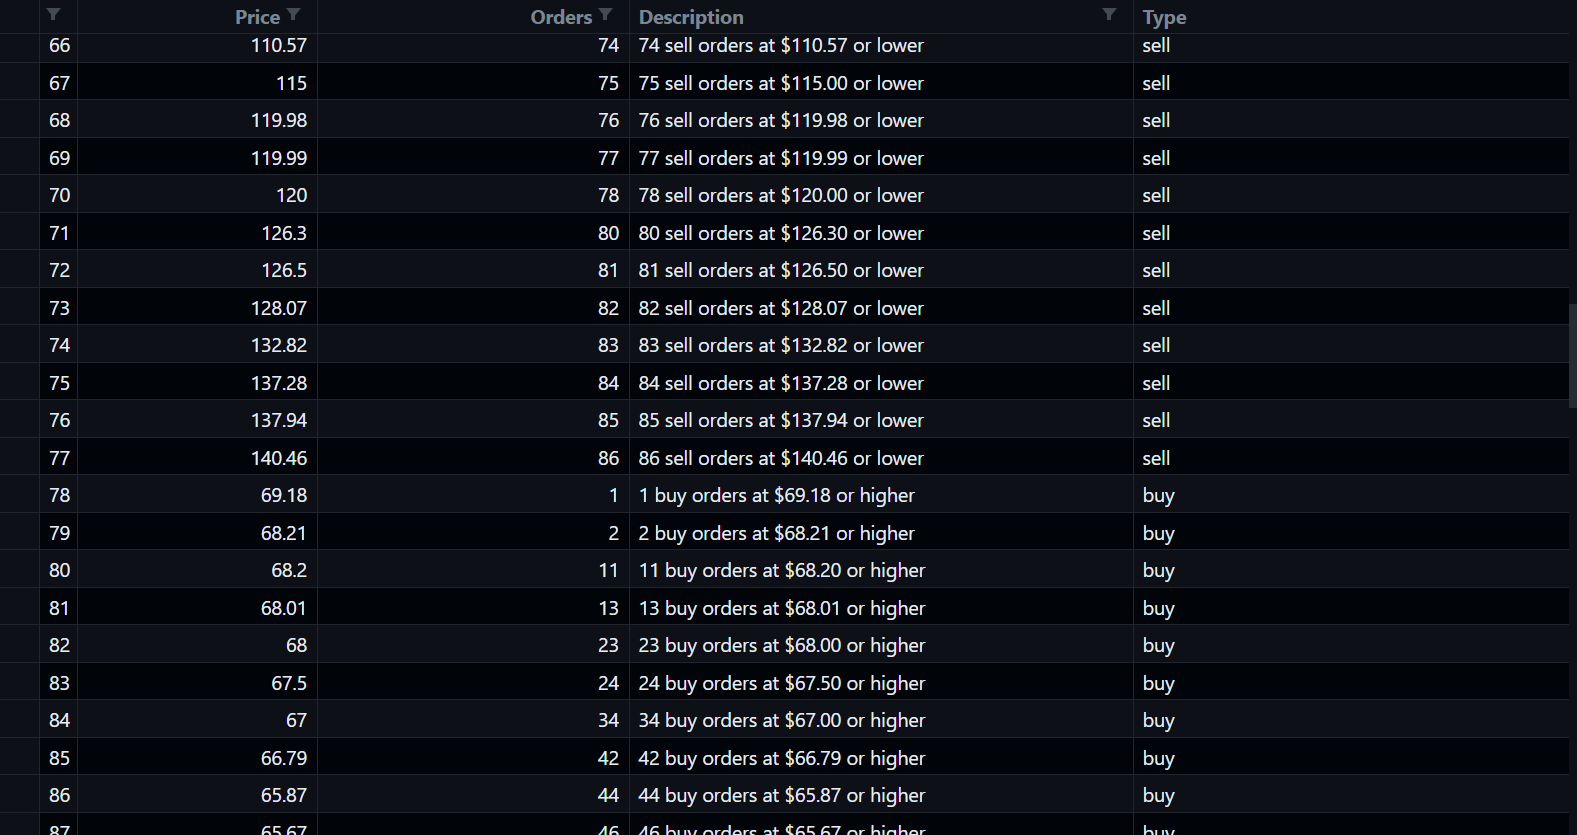 Price Orders Description Type
66 110.57 74 74 sell orders at $110.57 or lower sell
67 115 75 75 sell orders at $115.00 or lower sell
68 119.98 76 76 sell orders at $119.98 or lower sell
69 119.99 77 77 sell orders at $119.99 or lower sell
70 120 78 78 sell orders at $120.00 or lower sell
71 126.3 80 80 sell orders at $126.30 or lower sell
72 126.5 81 81 sell orders at $126.50 or lower sell
73 128.07 82 82 sell orders at $128.07 or lower sell
74 132.82 83 83 sell orders at $132.82 or lower sell
75 137.28 84 84 sell orders at $137.28 or lower sell
76 137.94 85 85 sell orders at $137.94 or lower sell
77 140.46 86 86 sell orders at $140.46 or lower sell
78 69.18 1 1 buy orders at $69.18 or higher buy
79 68.21 2 2 buy orders at $68.21 or higher buy
80 68.2 11 11 buy orders at $68.20 or higher buy
81 68.01 13 13 buy orders at $68.01 or higher buy
82 68 23 23 buy orders at $68.00 or higher buy
83 67.5 24 24 buy orders at $67.50 or higher buy
84 67 34 34 buy orders at $67.00 or higher buy
85 66.79 42 42 buy orders at $66.79 or higher buy
86 65.87 44 44 buy orders at $65.87 or higher buy
87 65.67 46 46 buy orders at $65.67 or higher buy